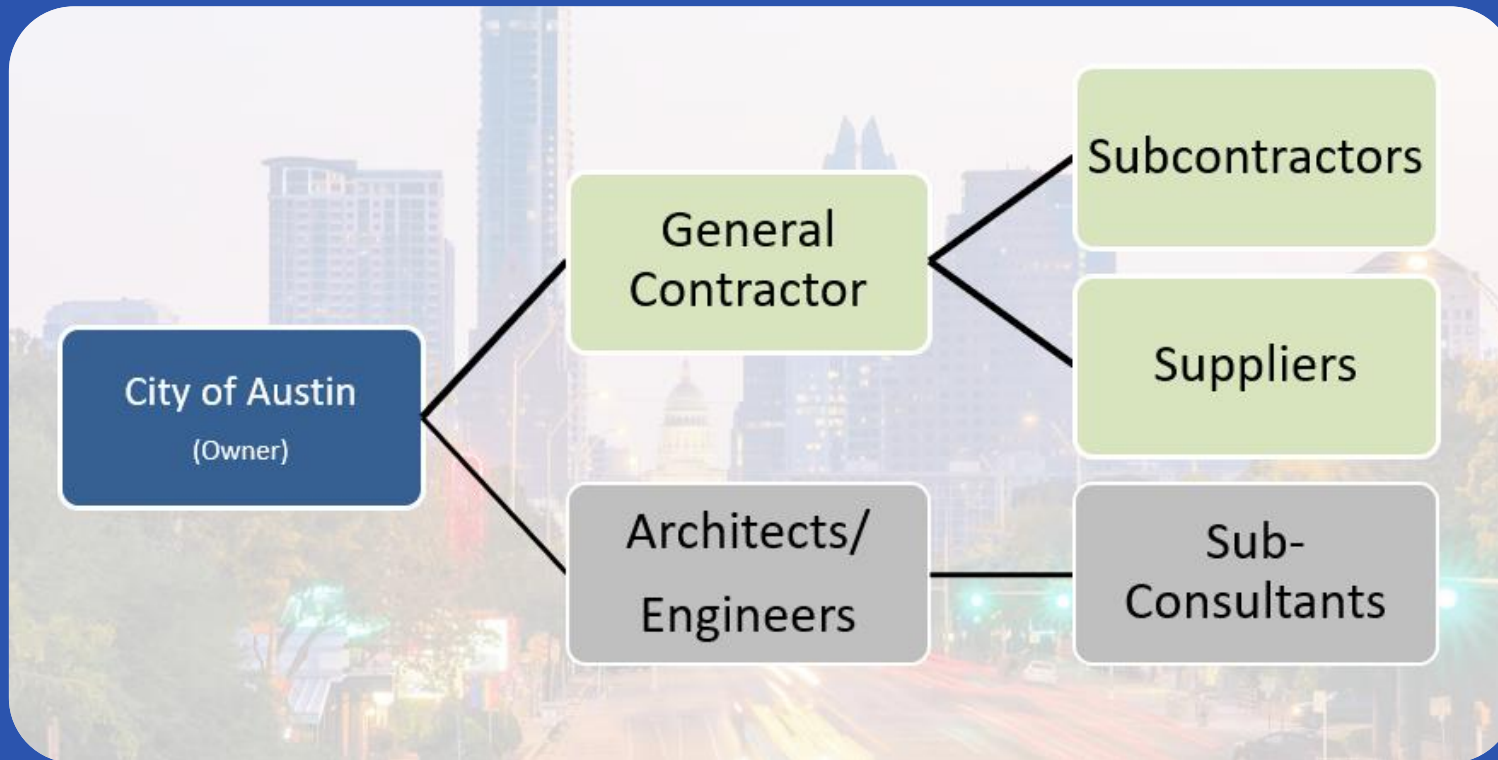 City of Austin
(Owner)
General
Contractor
Architects/
Engineers
Subcontractors
Suppliers
Sub-
Consultants